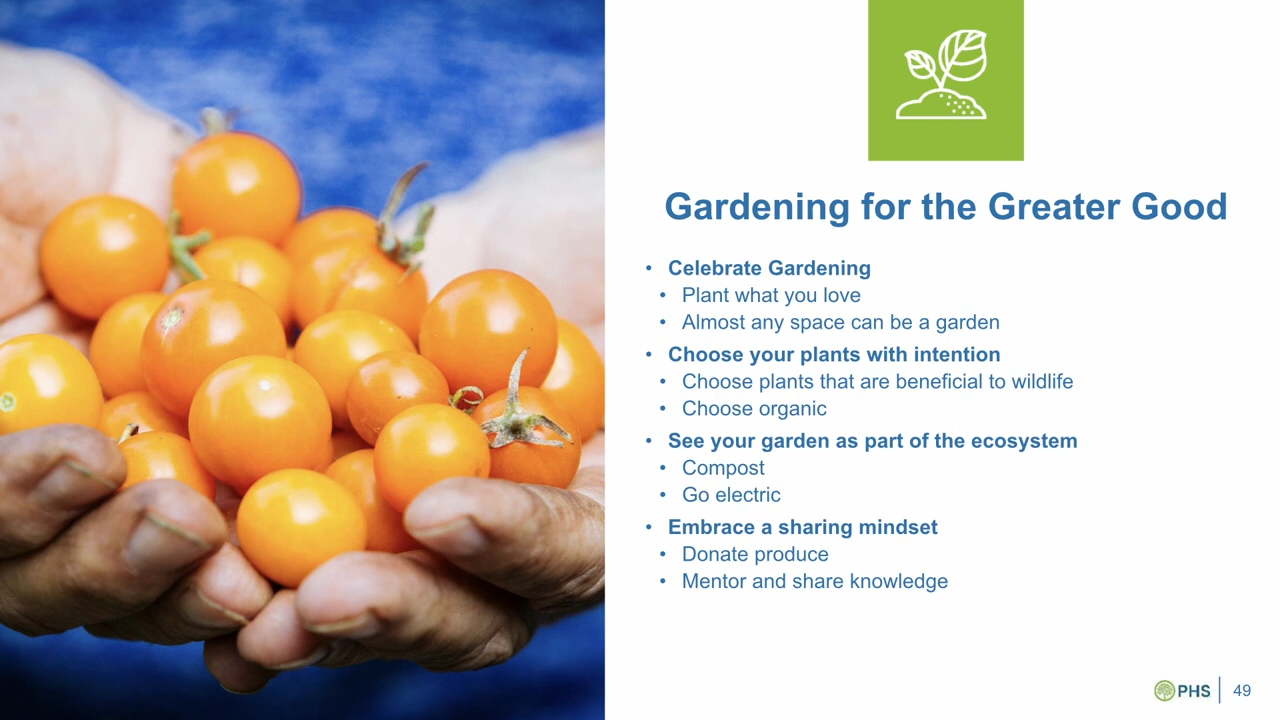 Gardening for the Greater Good
• Celebrate Gardening
• Plant what you love
• Almost any space can be a garden
• Choose your plants with intention
• Choose plants that are beneficial to wildlife
• Choose organic
• See your garden as part of the ecosystem
• Compost
• Go electric
• Embrace a sharing mindset
• Donate produce
• Mentor and share knowledge
PHS | 49